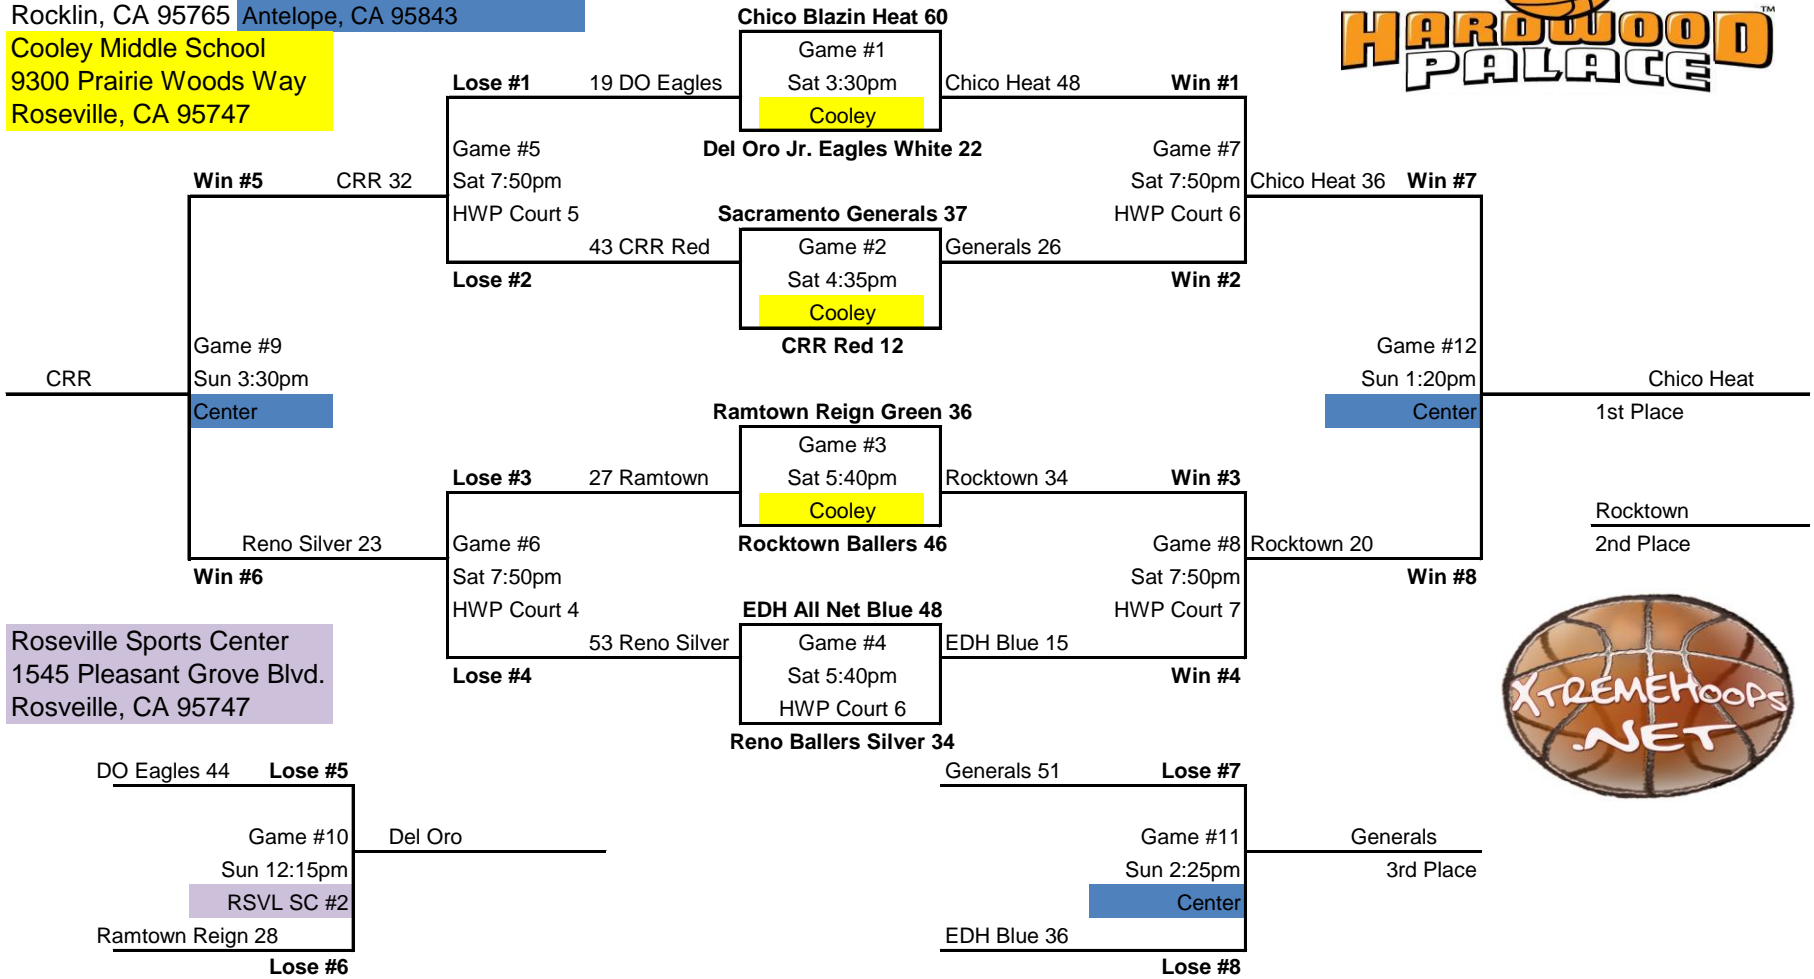 Rocklin, CA 95765 Antelope, CA 95843
Cooley Middle School
9300 Prairie Woods Way
Roseville, CA 95747
HARDWOOD
PALACE
TM
Chico Blazin Heat 60
Game #1
Lose #1 19 DO Eagles Sat 3:30pm Chico Heat 48 Win #1
Cooley
Game #5 Del Oro Jr. Eagles White 22 Game #7
Win #5 CRR 32 Sat 7:50pm Sat 7:50pm Chico Heat 36 Win #7
HWP Court 5 Sacramento Generals 37 HWP Court 6
43 CRR Red Game #2 Generals 26
Lose #2 Sat 4:35pm Win #2
Cooley
Game #9 CRR Red 12 Game #12
CRR Sun 3:30pm Sun 1:20pm Chico Heat
Center Ramtown Reign Green 36 Center 1st Place
Game #3
Lose #3 27 Ramtown Sat 5:40pm Rocktown 34 Win #3
Cooley Rocktown
Reno Silver 23 Game #6 Rocktown Ballers 46 Game #8 Rocktown 20 2nd Place
Win #6 Sat 7:50pm Sat 7:50pm Win #8
HWP Court 4 EDH All Net Blue 48 HWP Court 7
Roseville Sports Center
1545 Pleasant Grove Blvd.
Rosveille, CA 95747
53 Reno Silver Game #4 EDH Blue 15
Lose #4 Sat 5:40pm Win #4
HWP Court 6
Reno Ballers Silver 34
XTREMEHOOPS
.NET
DO Eagles 44 Lose #5 Generals 51 Lose #7
Game #10 Del Oro Game #11 Generals
Sun 12:15pm Sun 2:25pm 3rd Place
RSVL SC #2 Center
Ramtown Reign 28 EDH Blue 36
Lose #6 Lose #8